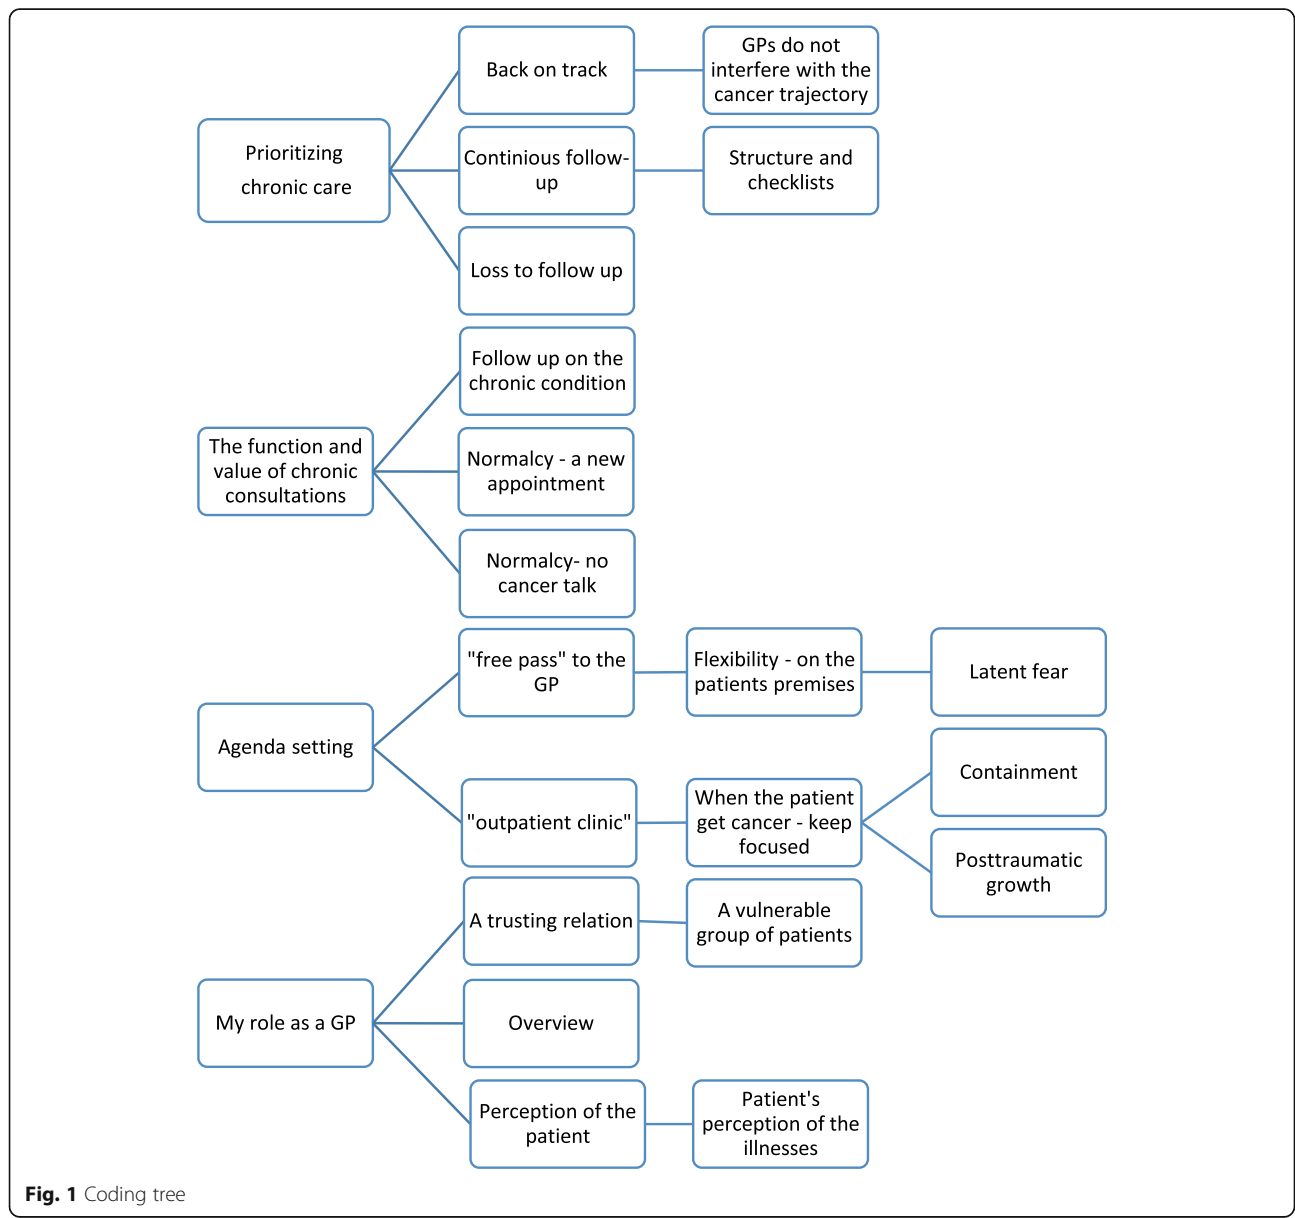 Back on track
GPs do not
interfere with the
cancer trajectory
Prioritizing
chronic care
Continious follow-
up
Structure and
checklists
Loss to follow up
Follow up on the
chronic condition
The function and
value of chronic
consultations
Normalcy - a new
appointment
Normalcy- no
cancer talk
"free pass" to the
GP
Flexibility - on the
patients premises
Latent fear
Agenda setting
"outpatient clinic"
When the patient
get cancer - keep
focused
Containment
Posttraumatic
growth
A trusting relation
A vulnerable
group of patients
My role as a GP
Overview
Perception of the
patient
Patient's
perception of the
illnesses
Fig. 1 Coding tree